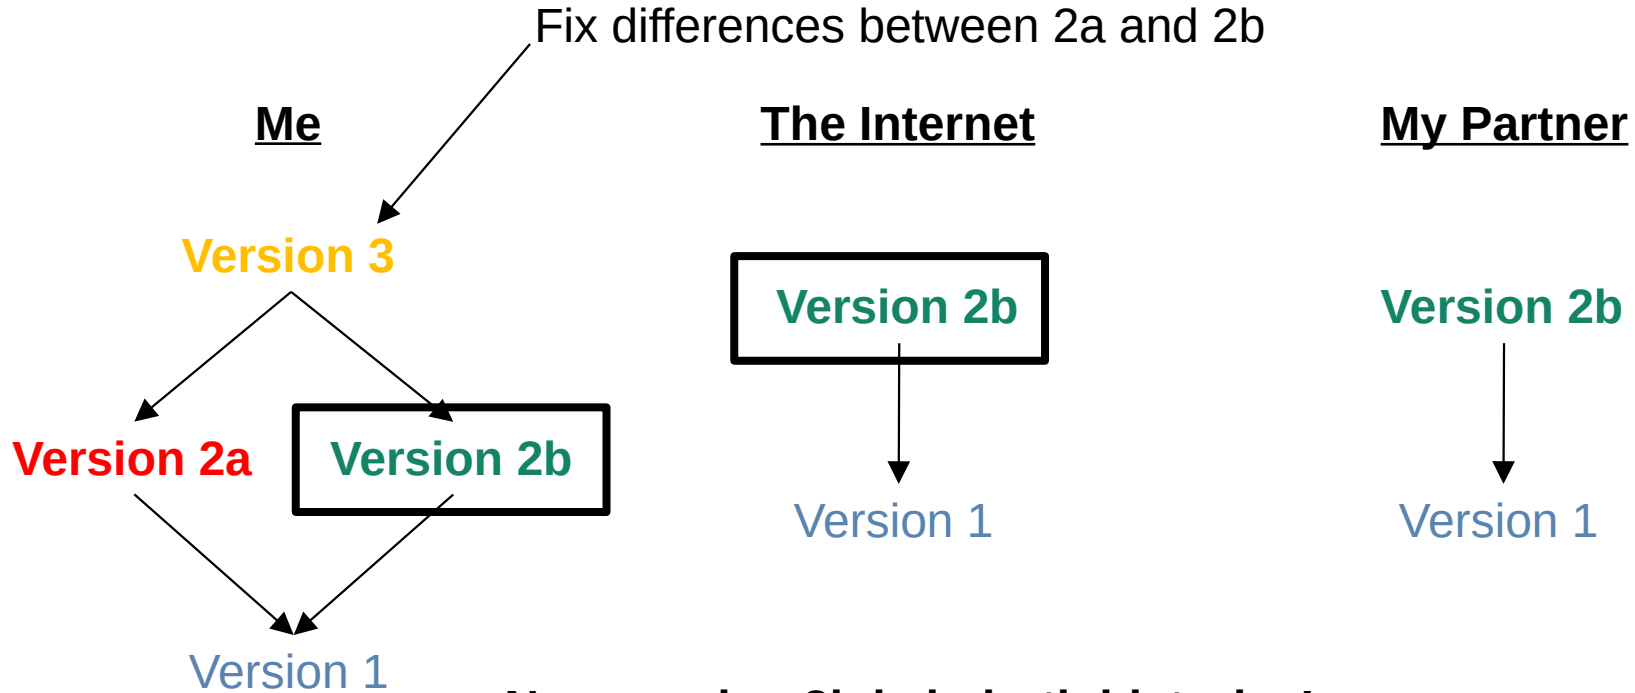 Fix differences between 2a and 2b
Me
The Internet
My Partner
Version 3
Version 2b
Version 2b
Version 2a
Version 2b
Version 1
Version 1
Version 1